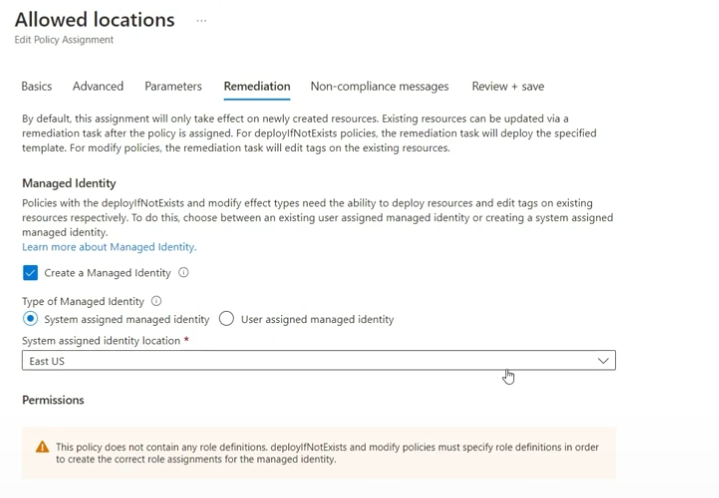 Allowed locations ...
Edit Policy Assignment
Basics Advanced Parameters Remediation Non-compliance messages Review + save
By default, this assignment will only take effect on newly created resources. Existing resources can be updated via a
remediation task after the policy is assigned. For deployIfNotExists policies, the remediation task will deploy the specified
template. For modify policies, the remediation task will edit tags on the existing resources.
Managed Identity
Policies with the deployIfNotExists and modify effect types need the ability to deploy resources and edit tags on existing
resources respectively. To do this, choose between an existing user assigned managed identity or creating a system assigned
managed identity.
Learn more about Managed Identity.
Create a Managed Identity
Type of Managed Identity
System assigned managed identity User assigned managed identity
System assigned identity location *
East US
Permissions
This policy does not contain any role definitions. deployIfNotExists and modify policies must specify role definitions in order
to create the correct role assignments for the managed identity.